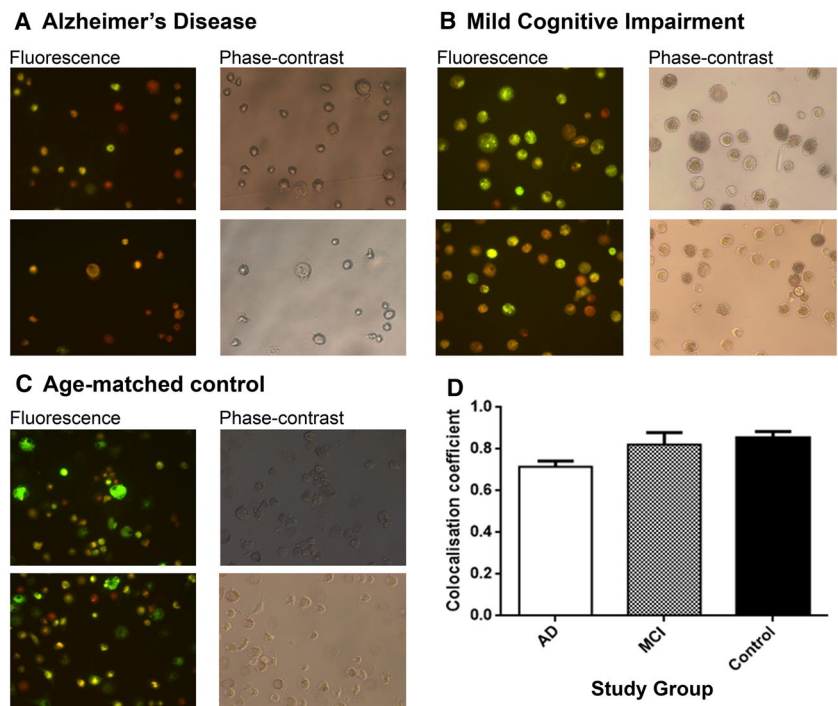 A Alzheimer's Disease
Fluorescence
Phase-contrast
B Mild Cognitive Impairment
Fluorescence
Phase-contrast
C Age-matched control
Fluorescence
Phase-contrast
D
Colocalisation coefficient
1.0
0.8
0.6
0.4
0.2
0.0
AD
MCI
Control
Study Group